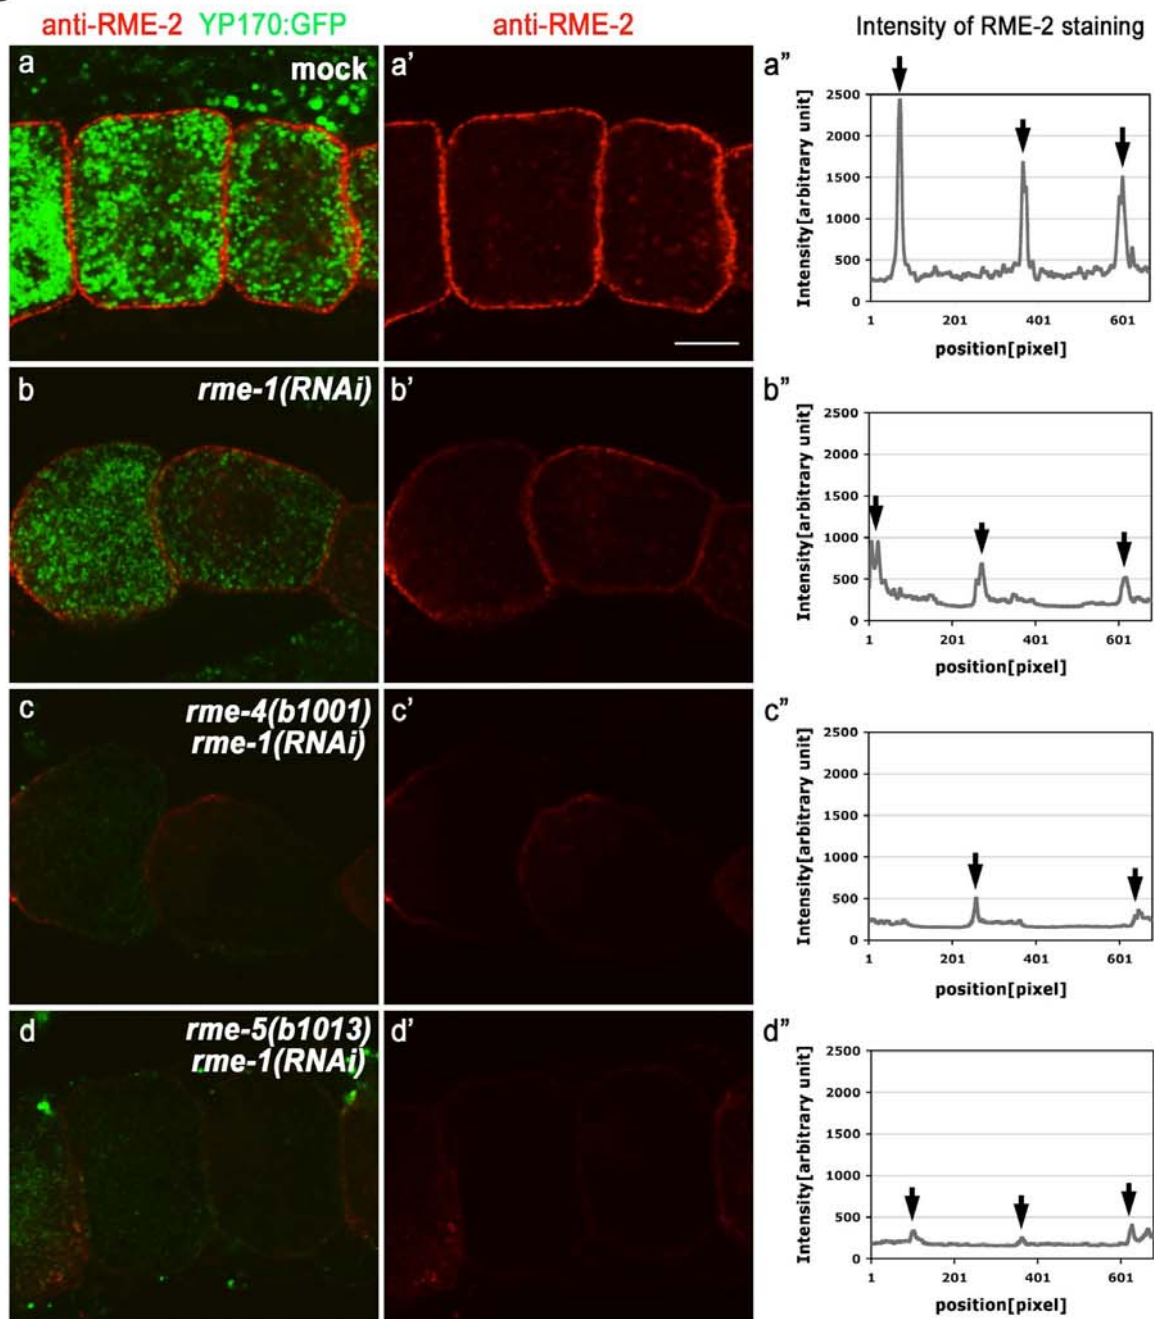 anti-RME-2 YP170:GFP anti-RME-2 Intensity of RME-2 staining
a mock a' a”
2500
2000
1500
1000
500
0
Intensity[arbitrary unit]
1 201 401 601
position[pixel]
b rme-1(RNAi) b' b”
2500
2000
1500
1000
500
0
Intensity[arbitrary unit]
1 201 401 601
position[pixel]
c rme-4(b1001) c' c”
rme-1(RNAi)
2500
2000
1500
1000
500
0
Intensity[arbitrary unit]
1 201 401 601
position[pixel]
d rme-5(b1013) d' d”
rme-1(RNAi)
2500
2000
1500
1000
500
0
Intensity[arbitrary unit]
1 201 401 601
position[pixel]